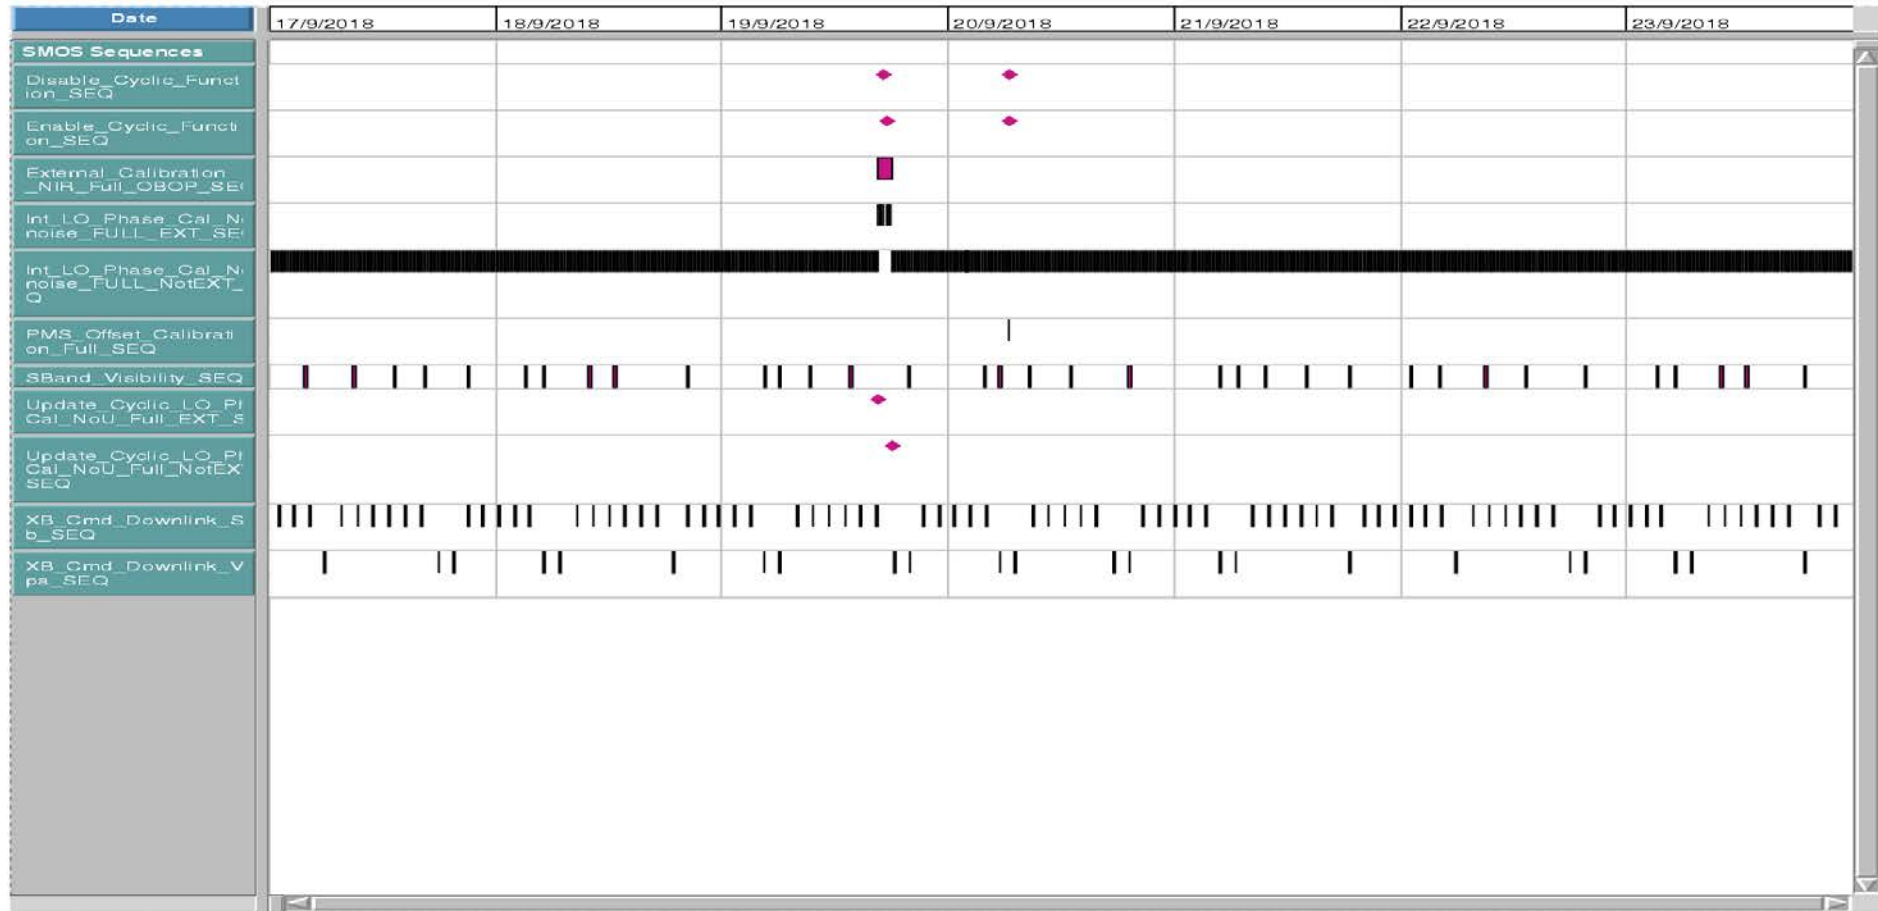 Date
17/9/2018 18/9/2018 19/9/2018 20/9/2018 21/9/2018 22/9/2018 23/9/2018
SMOS Sequences
Disable_Cyclic_Funct
ion_SEQ
Enable_Cyclic_Functi
on_SEQ
External_Calibration
_NIR_Full_OBOP_SE
Int_LO_Phase_Cal_N
noise_FULL_EXT_SE
Int_LO_Phase_Cal_N
noise_FULL_NotEXT_
Q
PMS_Offset_Calibrati
on_Full_SEQ
SBand_Visibility_SEQ
Update_Cyclic_LO_P
Cal_NoU_Full_EXT_S
Update_Cyclic_LO_P
Cal_NoU_Full_NotEX
SEQ
XB_Cmd_Downlink_S
b_SEQ
XB_Cmd_Downlink_V
pa_SEQ